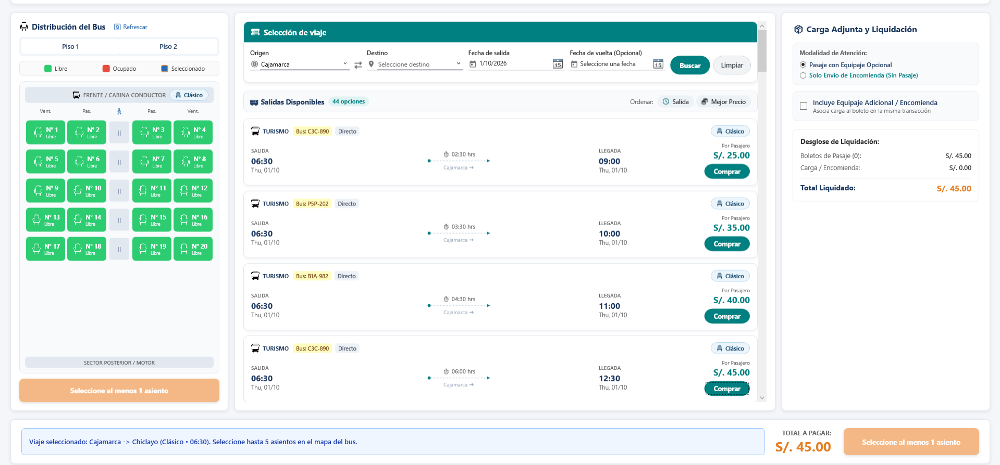 Distribución del Bus
Refrescar
Piso 1
Piso 2
Libre
Ocupado
Seleccionado
FRENTE / CABINA CONDUCTOR
Clásico
Vent.
Pas.
Pas.
Vent.
N° 1
Libre
N° 2
Libre
N° 3
Libre
N° 4
Libre
N° 5
Libre
N° 6
Libre
N° 7
Libre
N° 8
Libre
N° 9
Libre
N° 10
Libre
N° 11
Libre
N° 12
Libre
N° 13
Libre
N° 14
Libre
N° 15
Libre
N° 16
Libre
N° 17
Libre
N° 18
Libre
N° 19
Libre
N° 20
Libre
SECTOR POSTERIOR / MOTOR
Seleccione al menos 1 asiento
Selección de viaje
Origen
Cajamarca
Destino
Seleccione destino
Fecha de salida
1/10/2026
15
Fecha de vuelta (Opcional)
Seleccione una fecha
15
Buscar
Limpiar
Salidas Disponibles
44 opciones
Ordenar:
Salida
Mejor Precio
TURISMO
Bus: C3C-890
Directo
Clásico
SALIDA
06:30
Thu, 01/10
02:30 hrs
Cajamarca →
LLEGADA
09:00
Thu, 01/10
Por Pasajero
S/. 25.00
Comprar
TURISMO
Bus: P5P-202
Directo
Clásico
SALIDA
06:30
Thu, 01/10
03:30 hrs
Cajamarca →
LLEGADA
10:00
Thu, 01/10
Por Pasajero
S/. 35.00
Comprar
TURISMO
Bus: B1A-982
Directo
Clásico
SALIDA
06:30
Thu, 01/10
04:30 hrs
Cajamarca →
LLEGADA
11:00
Thu, 01/10
Por Pasajero
S/. 40.00
Comprar
TURISMO
Bus: C3C-890
Directo
Clásico
SALIDA
06:30
Thu, 01/10
06:00 hrs
Cajamarca →
LLEGADA
12:30
Thu, 01/10
Por Pasajero
S/. 45.00
Comprar
Carga Adjunta y Liquidación
Modalidad de Atención:
Pasaje con Equipaje Opcional
Solo Envío de Encomienda (Sin Pasaje)
Incluye Equipaje Adicional / Encomienda
Asocia carga al boleto en la misma transacción
Desglose de Liquidación:
Boletos de Pasaje (0): S/. 45.00
Carga / Encomienda: S/. 0.00
Total Liquidado: S/. 45.00
Viaje seleccionado: Cajamarca -> Chiclayo (Clásico • 06:30). Seleccione hasta 5 asientos en el mapa del bus.
TOTAL A PAGAR:
S/. 45.00
Seleccione al menos 1 asiento